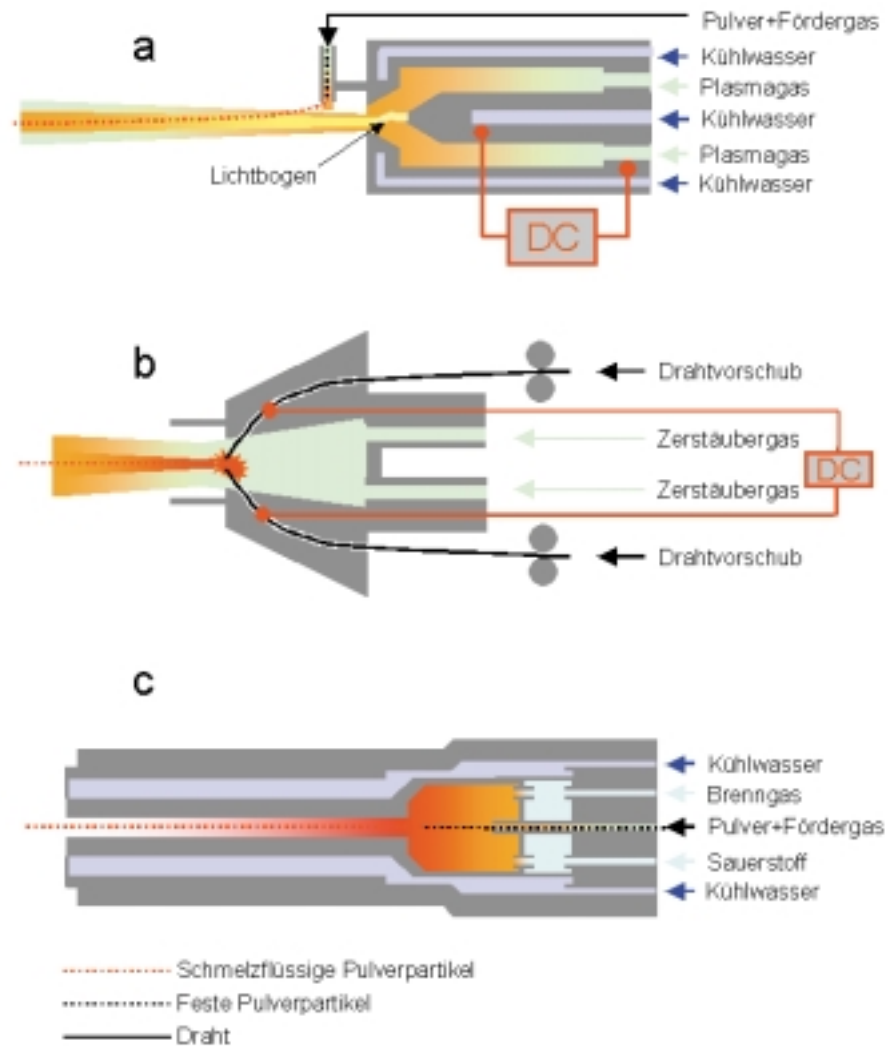 a
Pulver+Fördergas
Kühlwasser
Plasmagas
Kühlwasser
Plasmagas
Kühlwasser
Lichtbogen
DC
b
Drahtvorschub
Zerstäubergas
DC
Zerstäubergas
Drahtvorschub
c
Kühlwasser
Brenngas
Pulver+Fördergas
Sauerstoff
Kühlwasser
Schmelzflüssige Pulverpartikel
Feste Pulverpartikel
Draht